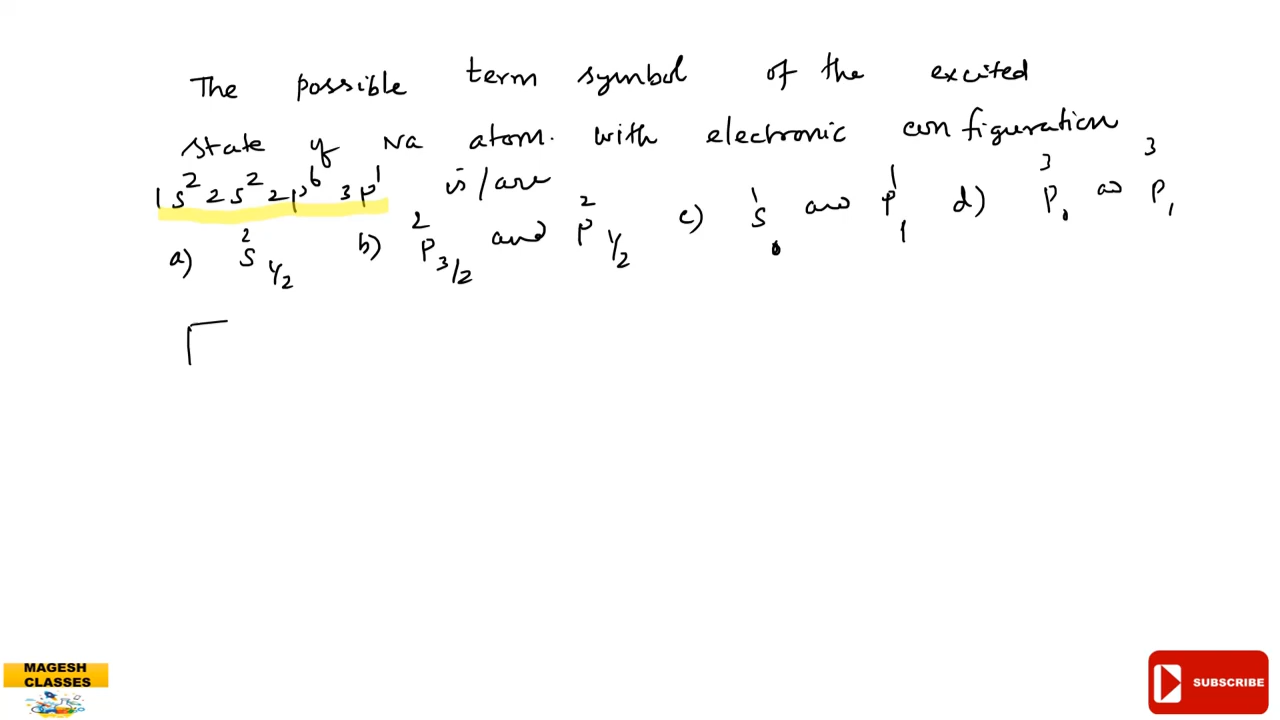 The possible term symbol of the excited
state of Na atom. with electronic configuration
1s² 2s² 2p⁶ 3p¹ is/are
a) ²S₁/₂ b) ²P₃/₂ and ²P₁/₂ c) ¹S₀ and ¹P₁ d) ³P₀ and ³P₁
MAGESH
CLASSES
SUBSCRIBE